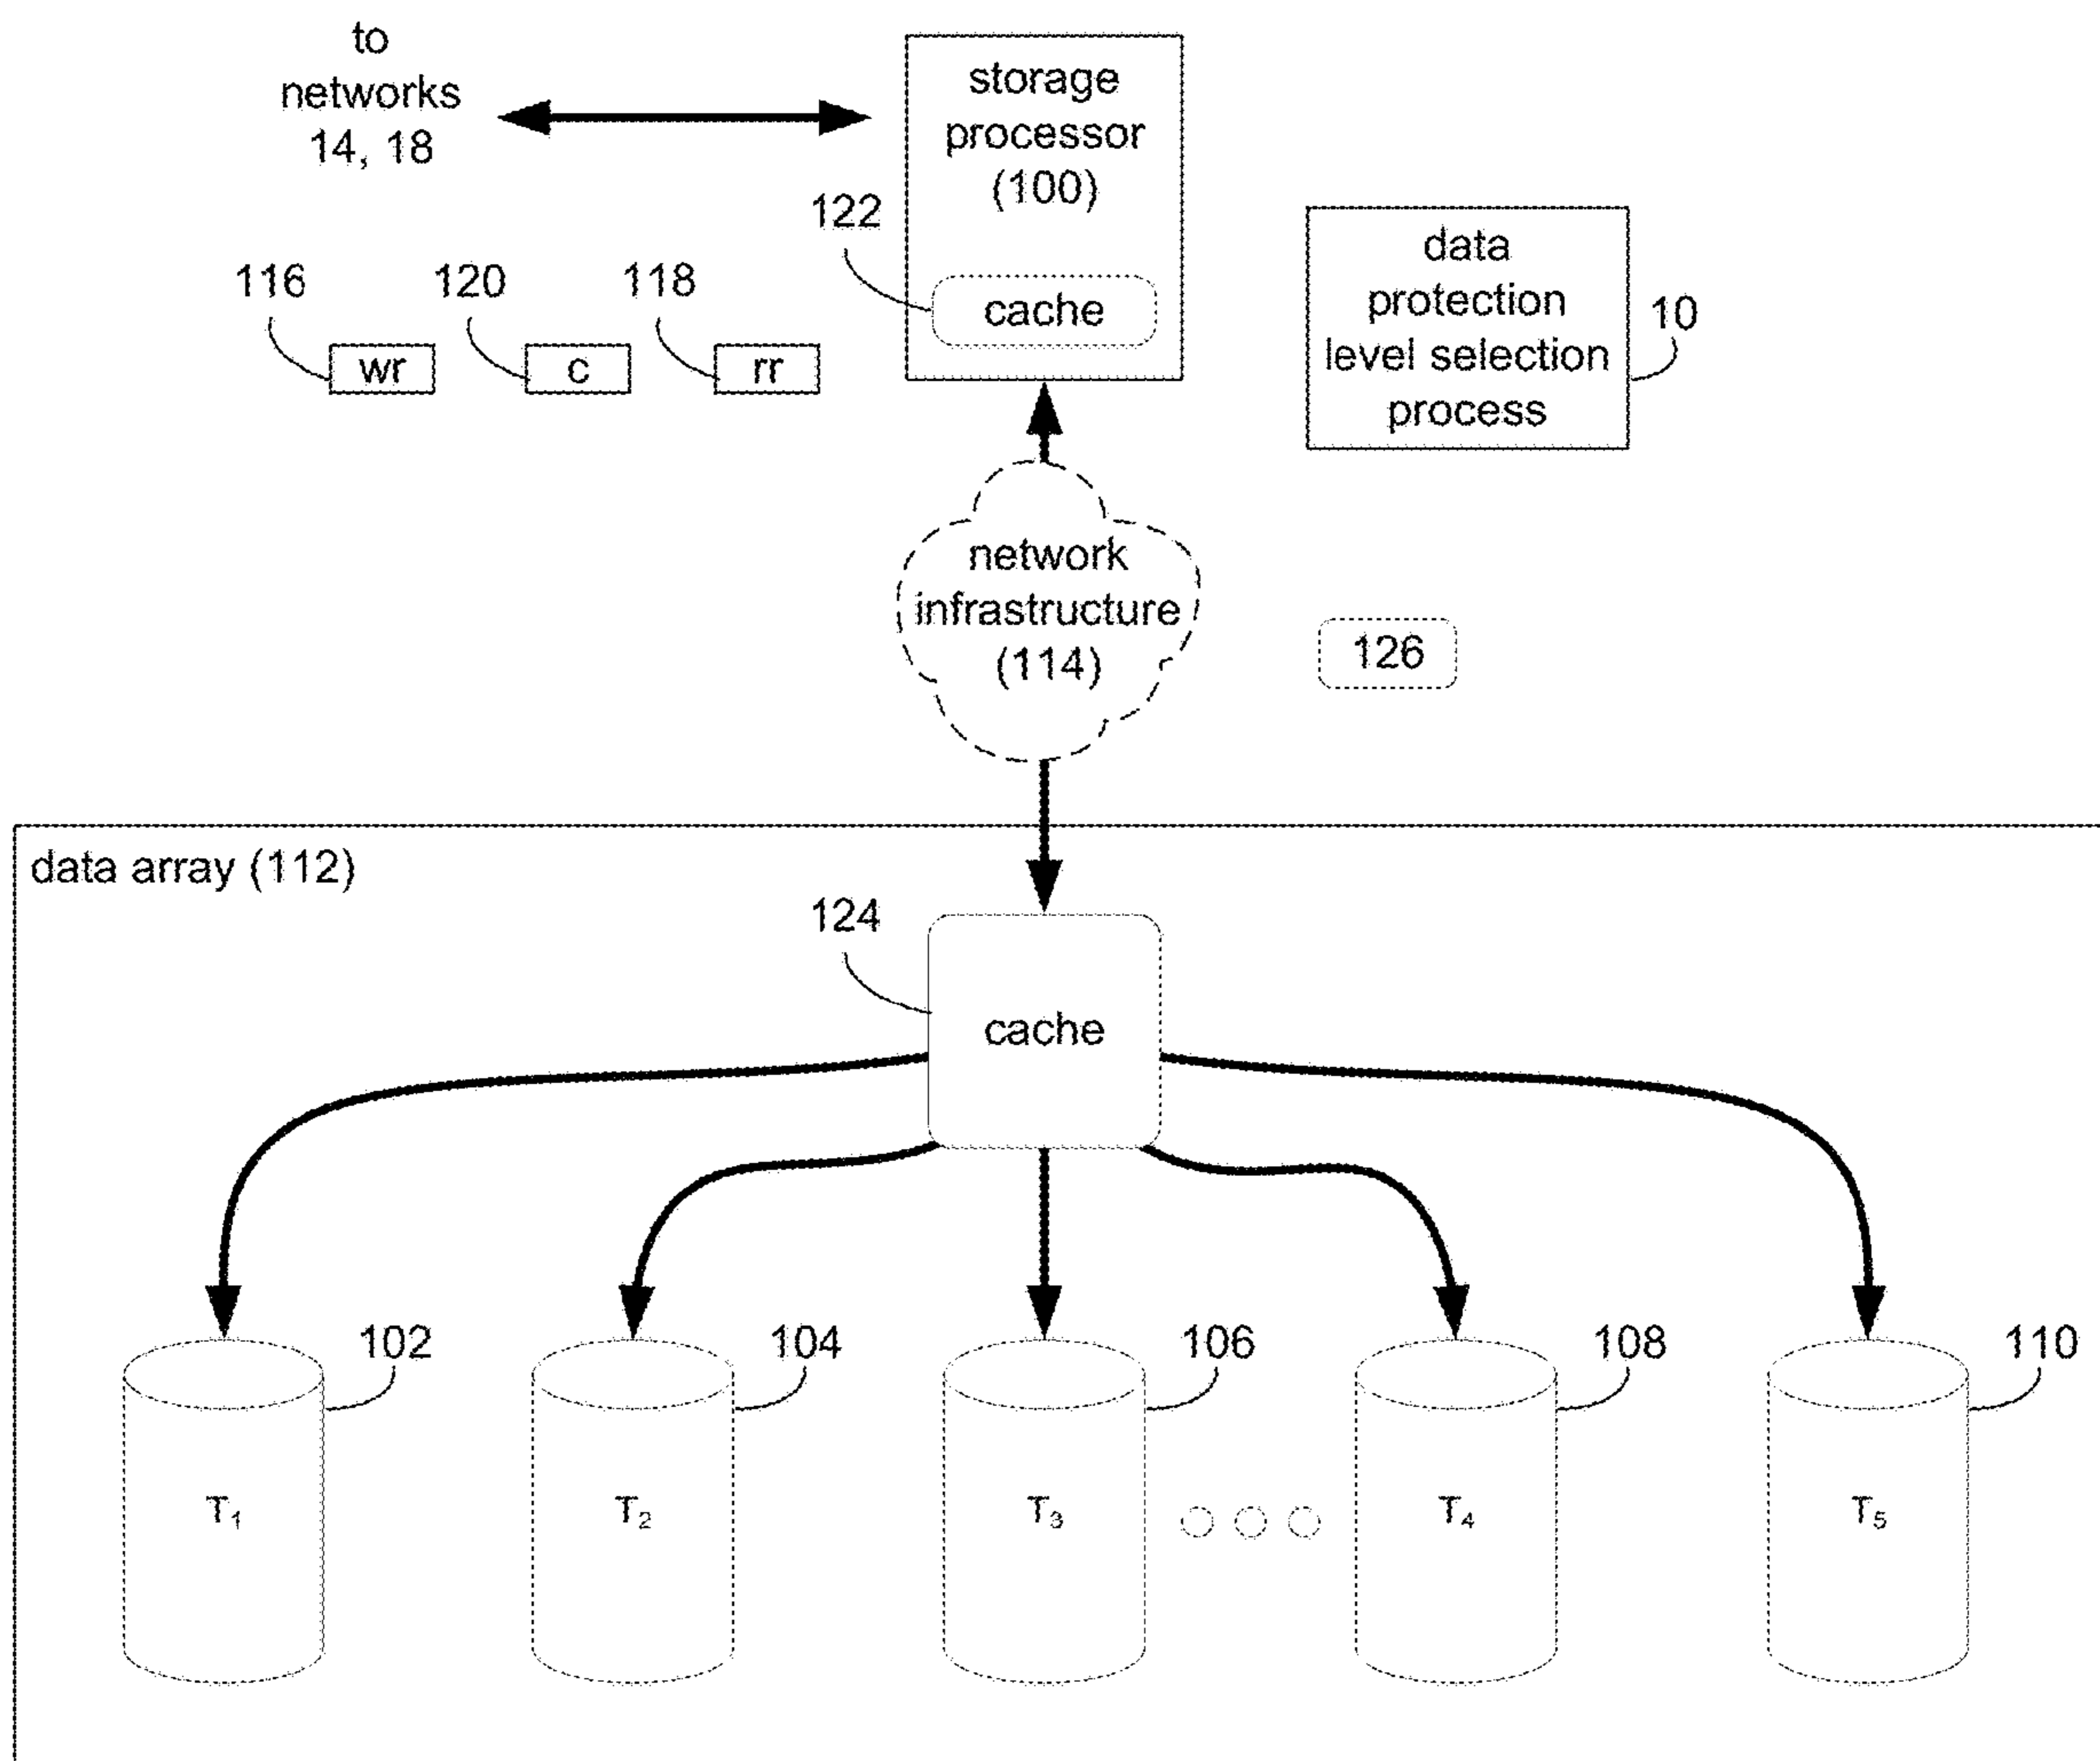 to
networks
14, 18
storage
processor
(100)
122
cache
116
120
118
wr
c
rr
data
protection
level selection
process
10
network
infrastructure
(114)
126
data array (112)
124
cache
102
104
106
108
110
T₁
T₂
T₃
T₄
T₅